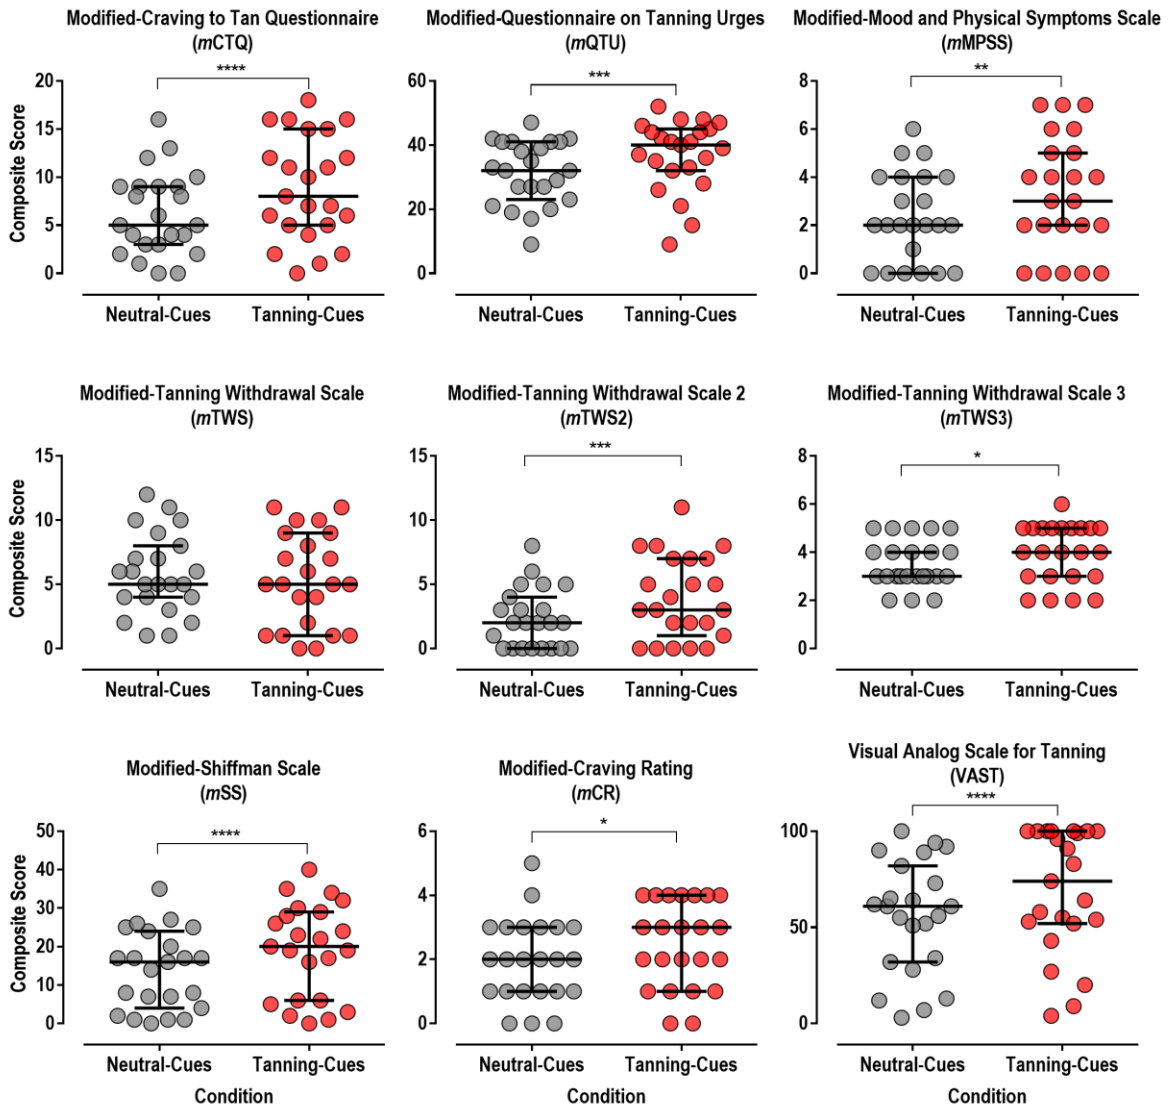 Modified-Craving to Tan Questionnaire
(mCTQ)
****
Composite Score
20
15
10
5
0
Neutral-Cues Tanning-Cues
Modified-Questionnaire on Tanning Urges
(mQTU)
***
60
40
20
0
Neutral-Cues Tanning-Cues
Modified-Mood and Physical Symptoms Scale
(mMPSS)
**
8
6
4
2
0
Neutral-Cues Tanning-Cues
Modified-Tanning Withdrawal Scale
(mTWS)
Composite Score
15
10
5
0
Neutral-Cues Tanning-Cues
Modified-Tanning Withdrawal Scale 2
(mTWS2)
***
15
10
5
0
Neutral-Cues Tanning-Cues
Modified-Tanning Withdrawal Scale 3
(mTWS3)
*
8
6
4
2
0
Neutral-Cues Tanning-Cues
Modified-Shiffman Scale
(mSS)
****
Composite Score
50
40
30
20
10
0
Neutral-Cues Tanning-Cues
Condition
Modified-Craving Rating
(mCR)
*
6
4
2
0
Neutral-Cues Tanning-Cues
Condition
Visual Analog Scale for Tanning
(VAST)
****
100
50
0
Neutral-Cues Tanning-Cues
Condition